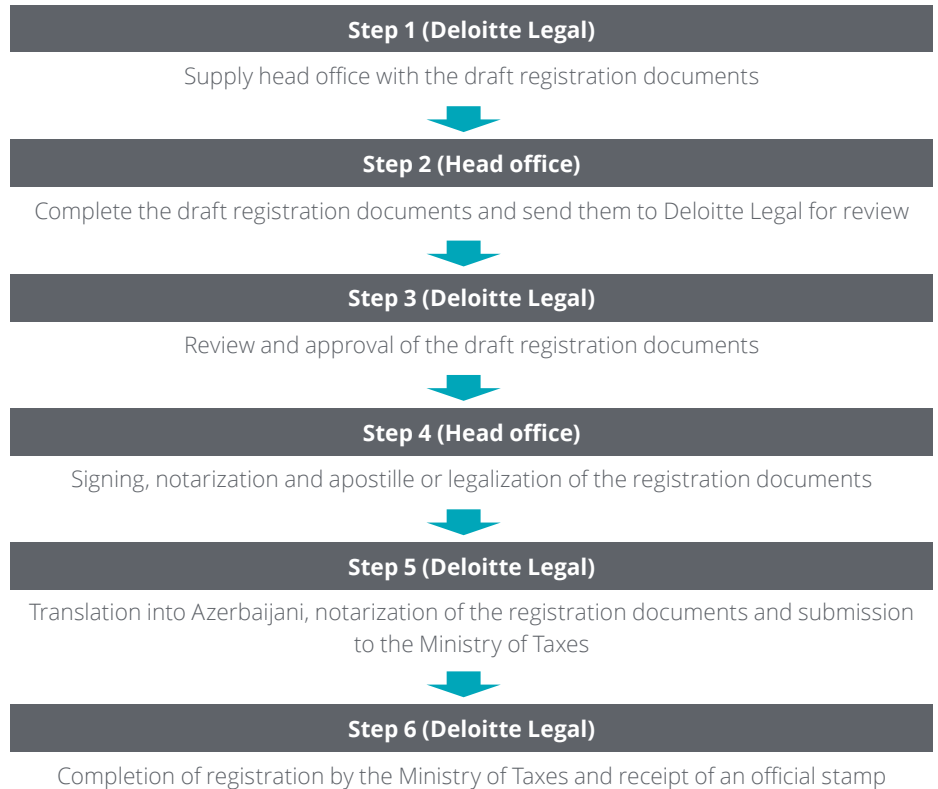 Step 1 (Deloitte Legal)
Supply head office with the draft registration documents
Step 2 (Head office)
Complete the draft registration documents and send them to Deloitte Legal for review
Step 3 (Deloitte Legal)
Review and approval of the draft registration documents
Step 4 (Head office)
Signing, notarization and apostille or legalization of the registration documents
Step 5 (Deloitte Legal)
Translation into Azerbaijani, notarization of the registration documents and submission
to the Ministry of Taxes
Step 6 (Deloitte Legal)
Completion of registration by the Ministry of Taxes and receipt of an official stamp